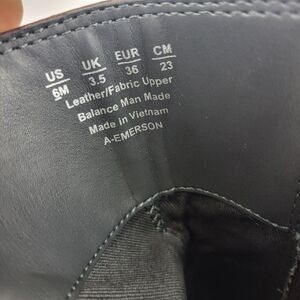 US UK EUR CM
6M 3.5 36 23
Leather/Fabric Upper
Balance Man Made
Made in Vietnam
A-EMERSON